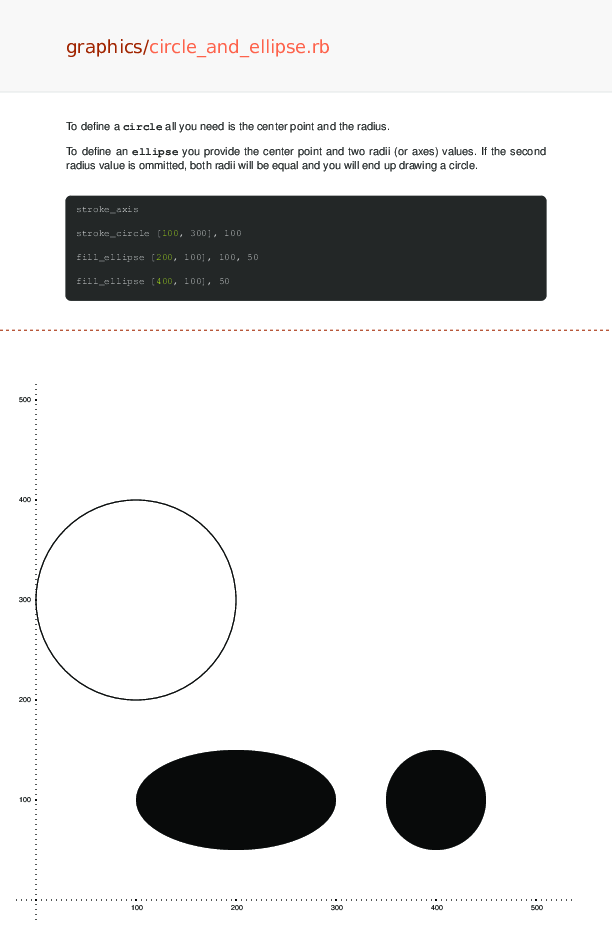 graphics/circle_and_ellipse.rb
To define a circle all you need is the center point and the radius.
To define an ellipse you provide the center point and two radii (or axes) values. If the second
radius value is ommitted, both radii will be equal and you will end up drawing a circle.
stroke_axis
stroke_circle [100, 300], 100
fill_ellipse [200, 100], 100, 50
fill_ellipse [400, 100], 50
500
400
300
200
100
100 200 300 400 500